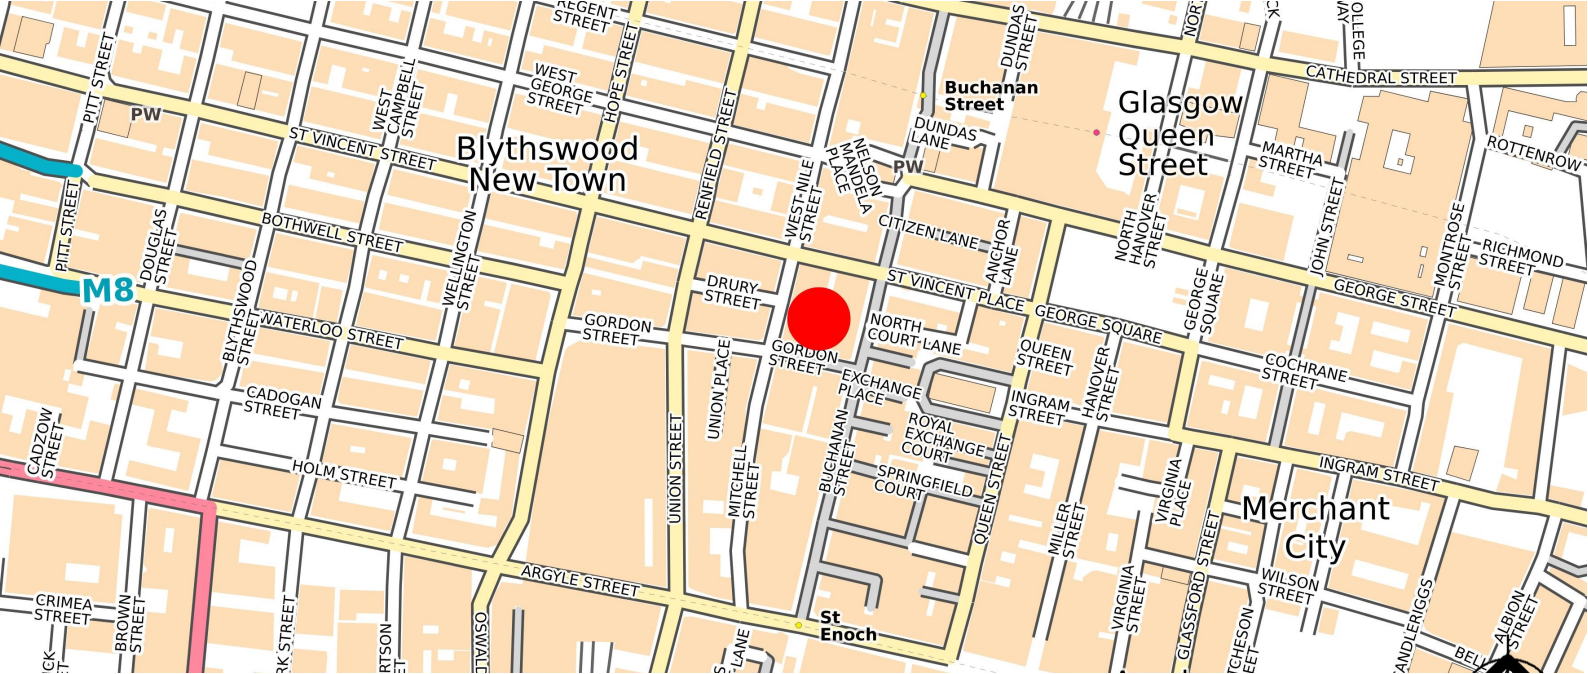 REGENT
STREET
DUNDAS
STREET
COLLEGE
WAY
CATHEDRAL STREET
PITT STREET
WEST
CAMPBELL
STREET
WEST
GEORGE
STREET
HOPE STREET
Buchanan
Street
Glasgow
Queen
Street
PW
ST VINCENT STREET
Blythswood
New Town
RENFIELD STREET
DUNDAS
LANE
NELSON
MANDELA
PLACE
PW
MARTHA
STREET
ROTTENROW
PITT STREET
DOUGLAS
STREET
BOTHWELL STREET
WELLINGTON
STREET
WEST NILE
STREET
CITIZEN LANE
ANCHOR
LANE
NORTH
HANOVER
STREET
JOHN STREET
MONTROSE
STREET
RICHMOND
STREET
M8
BLYTHSWOOD
STREET
WATERLOO STREET
DRURY
STREET
ST VINCENT PLACE
GEORGE SQUARE
GEORGE
SQUARE
GEORGE STREET
GORDON
STREET
GORDON
STREET
NORTH
COURT LANE
QUEEN
STREET
HANOVER
STREET
COCHRANE
STREET
CADOGAN
STREET
UNION PLACE
EXCHANGE
PLACE
INGRAM
STREET
CADZOW
STREET
HOLM STREET
UNION STREET
MITCHELL
STREET
BUCHANAN
STREET
ROYAL
EXCHANGE
COURT
SPRINGFIELD
COURT
QUEEN STREET
MILLER
STREET
VIRGINIA
PLACE
INGRAM STREET
Merchant
City
GLASSFORD STREET
ARGYLE STREET
VIRGINIA
STREET
WILSON
STREET
CRIMEA
STREET
BROWN
STREET
St
Enoch
ALBION
STREET
OSWALD
LANE
BELL